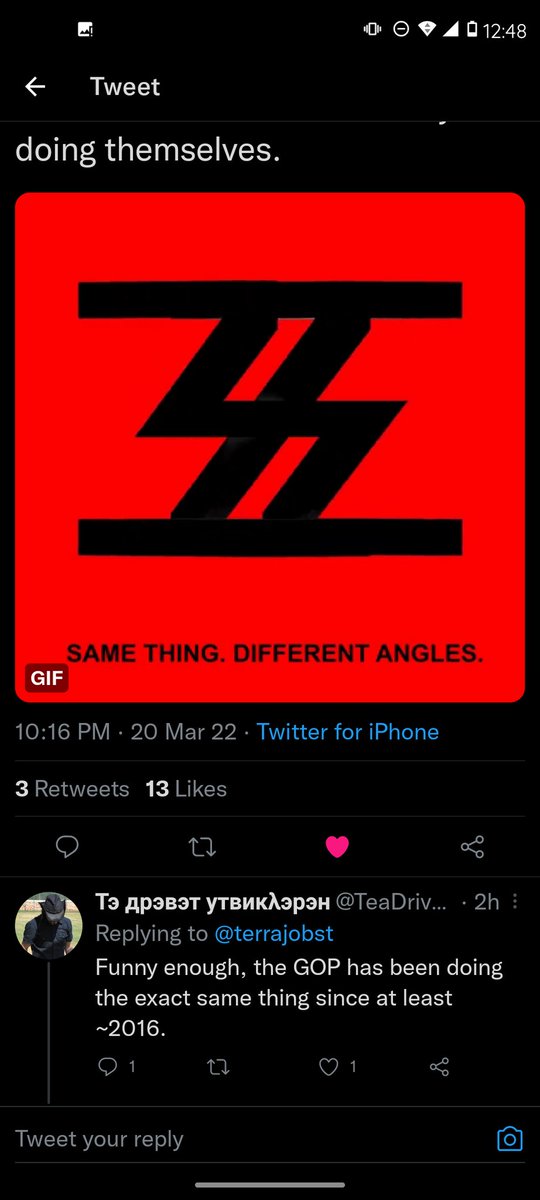 12:48
Tweet
doing themselves.
SAME THING. DIFFERENT ANGLES.
GIF
10:16 PM · 20 Mar 22 · Twitter for iPhone
3 Retweets 13 Likes
Тэ дрэвэт утвикλэрэн @TeaDriv... · 2h
Replying to @terrajobst
Funny enough, the GOP has been doing
the exact same thing since at least
~2016.
1 1
Tweet your reply